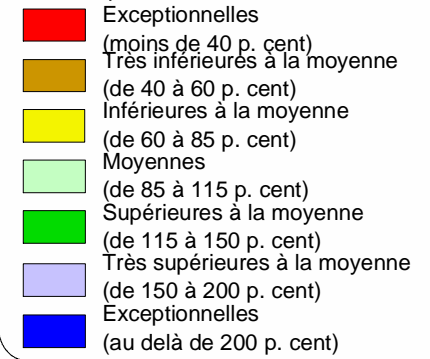 Exceptionnelles
(moins de 40 p. cent)
Très inférieures à la moyenne
(de 40 à 60 p. cent)
Inférieures à la moyenne
(de 60 à 85 p. cent)
Moyennes
(de 85 à 115 p. cent)
Supérieures à la moyenne
(de 115 à 150 p. cent)
Très supérieures à la moyenne
(de 150 à 200 p. cent)
Exceptionnelles
(au delà de 200 p. cent)